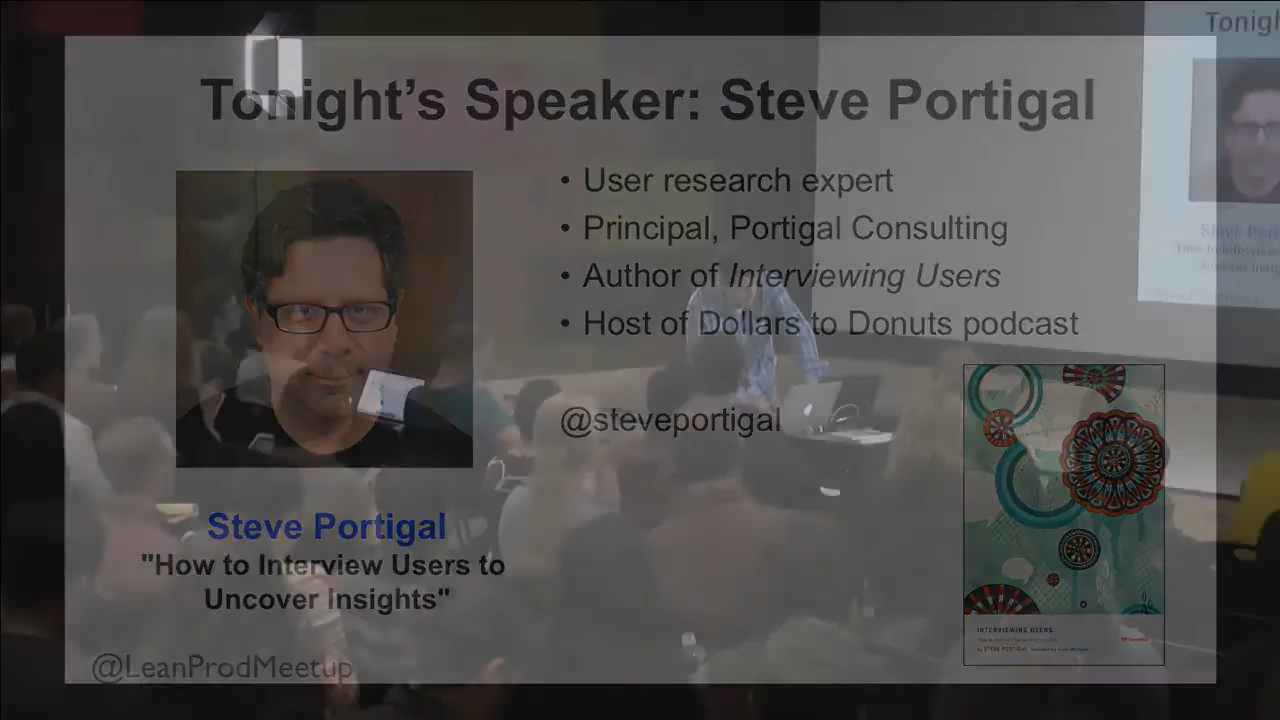 Tonight's Speaker: Steve Portigal
• User research expert
• Principal, Portigal Consulting
• Author of Interviewing Users
• Host of Dollars to Donuts podcast
@steveportigal
Steve Portigal
"How to Interview Users to
Uncover Insights"
INTERVIEWING USERS
by STEVE PORTIGAL
@LeanProdMeetup
Tonigh